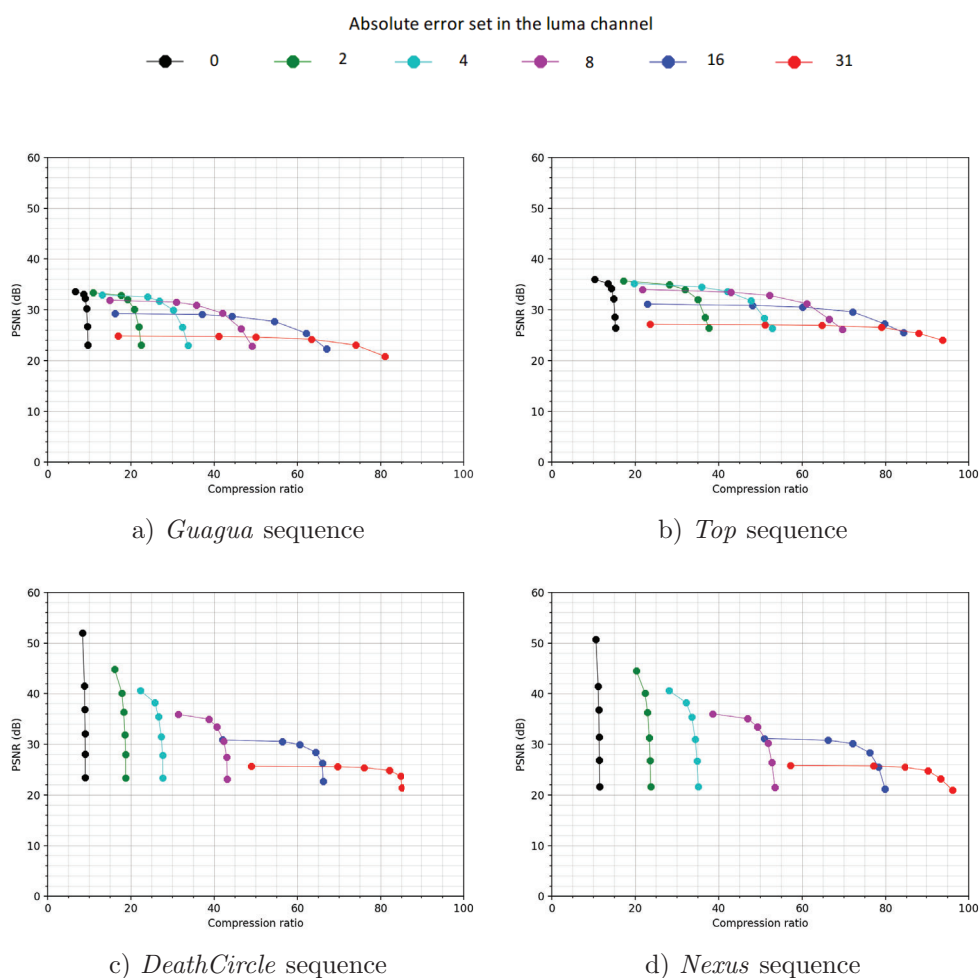 Absolute error set in the luma channel
0 2 4 8 16 31
60
50
40
30
20
10
0
PSNR (dB)
0 20 40 60 80 100
Compression ratio
a) Guagua sequence
60
50
40
30
20
10
0
PSNR (dB)
0 20 40 60 80 100
Compression ratio
b) Top sequence
60
50
40
30
20
10
0
PSNR (dB)
0 20 40 60 80 100
Compression ratio
c) DeathCircle sequence
60
50
40
30
20
10
0
PSNR (dB)
0 20 40 60 80 100
Compression ratio
d) Nexus sequence